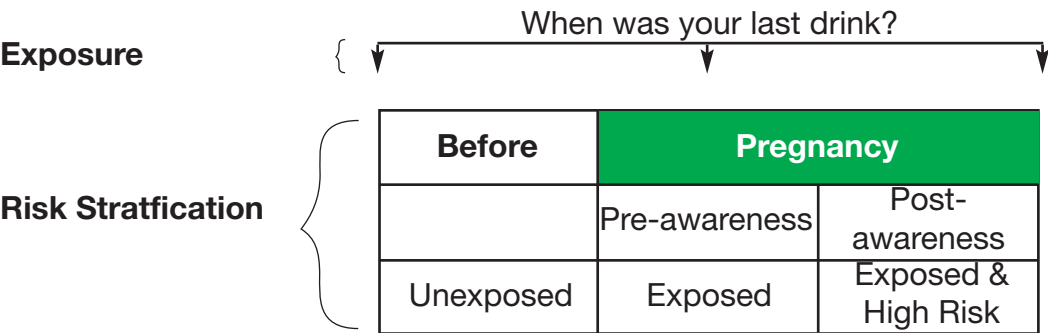 When was your last drink?
Exposure
Before
Pregnancy
Risk Stratfication
Pre-awareness
Post-
awareness
Unexposed
Exposed
Exposed &
High Risk